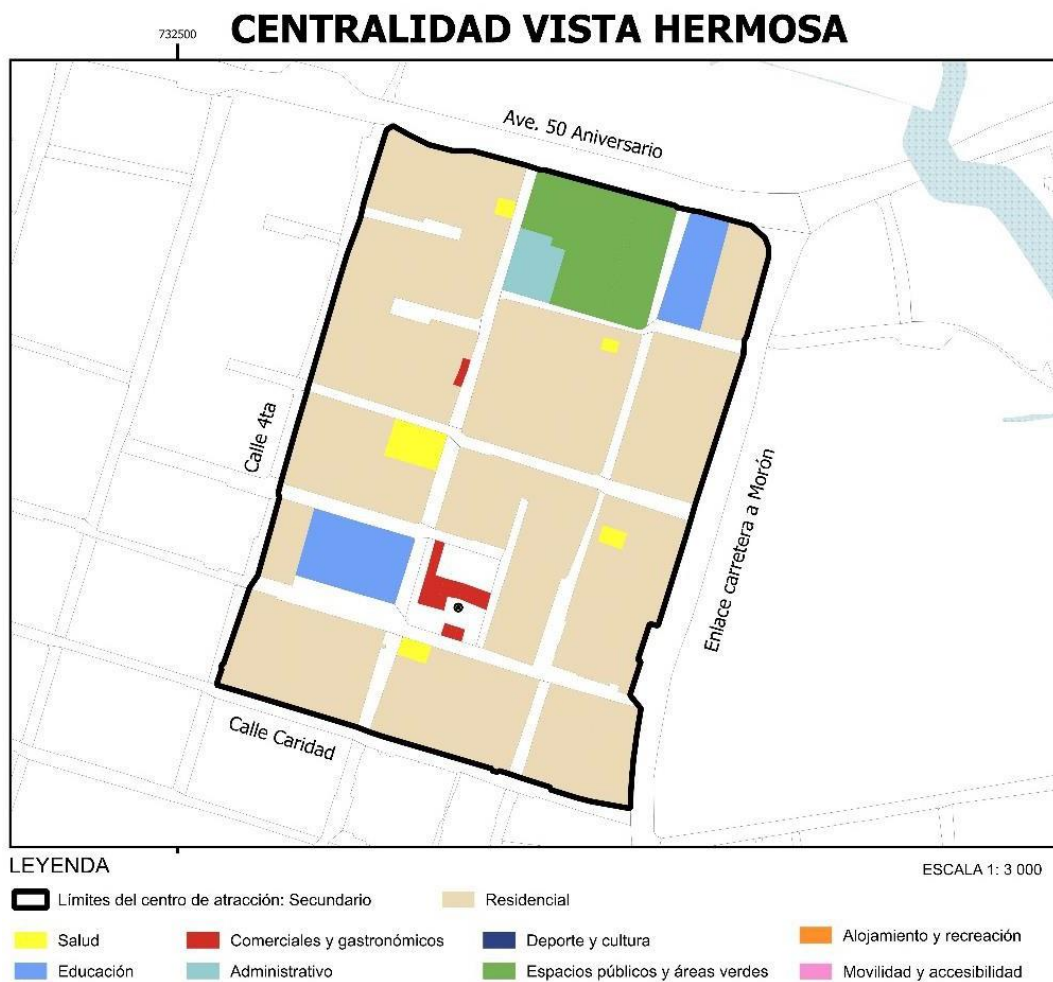 CENTRALIDAD VISTA HERMOSA
732500
Ave. 50 Aniversario
Calle 4ta
Enlace carretera a Morón
Calle Caridad
LEYENDA
ESCALA 1: 3 000
Límites del centro de atracción: Secundario
Residencial
Salud
Comerciales y gastronómicos
Deporte y cultura
Alojamiento y recreación
Educación
Administrativo
Espacios públicos y áreas verdes
Movilidad y accesibilidad